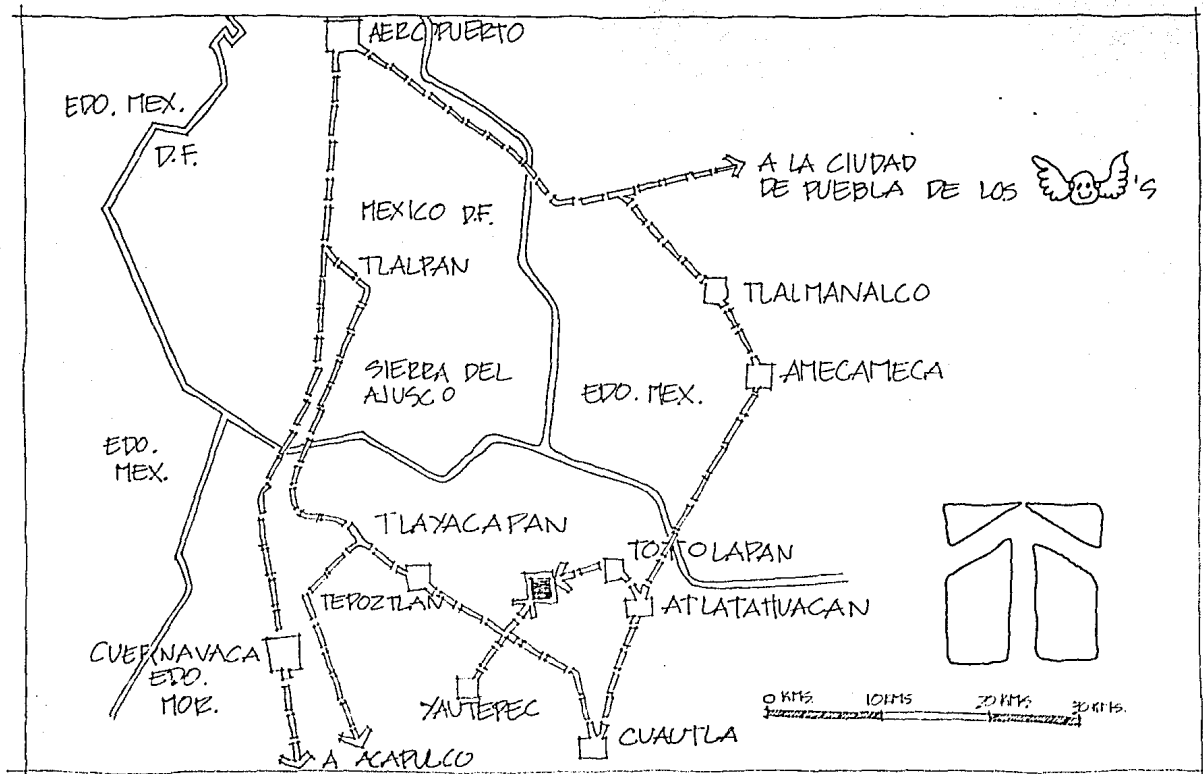 AEROPUERTO
EDO. MEX.
D.F.
A LA CIUDAD
DE PUEBLA DE LOS 'S
MEXICO D.F.
TLALPAN
TLALMANALCO
SIERRA DEL
AJUSCO
EDO. MEX.
AMECAMECA
EDO.
MEX.
TLAYACAPAN
TOTOLAPAN
TEPOZTLAN
ATLATAHUACAN
CUERNAVACA
EDO.
MOR.
YAUTEPEC
CUAUTLA
A ACAPULCO
0 KMS. 10 KMS 20 KMS 30 KMS.